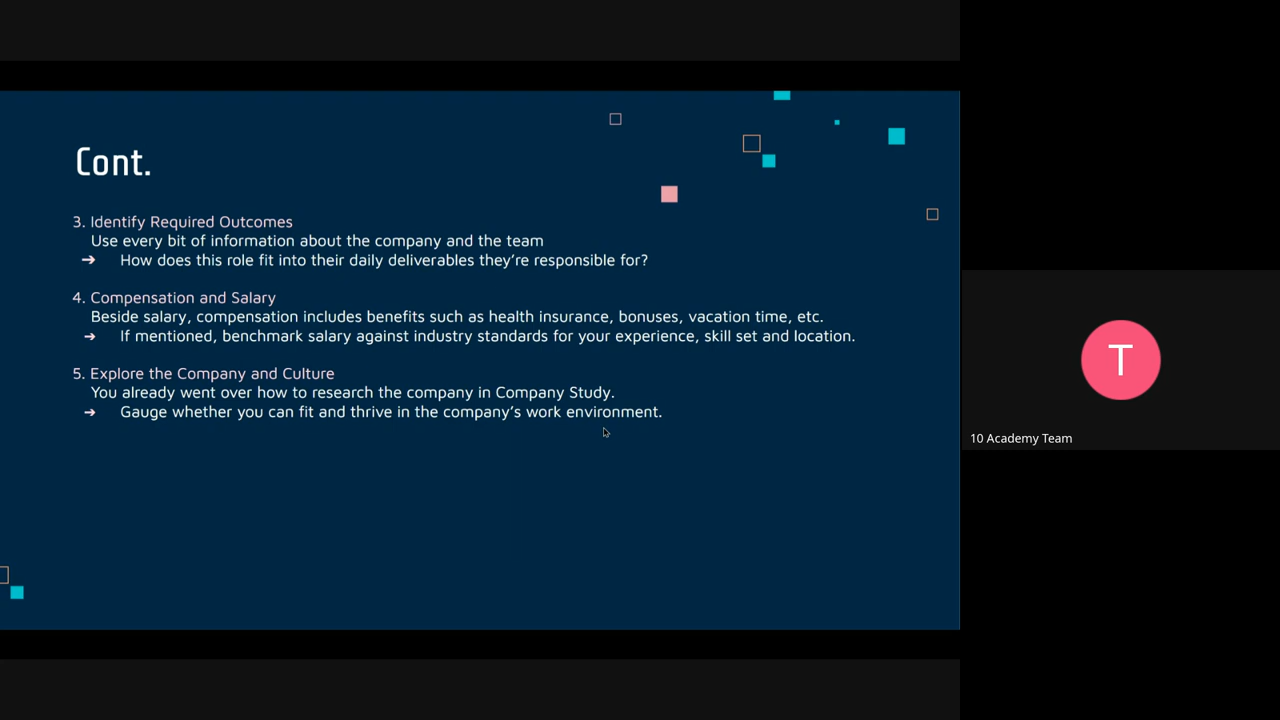 Cont.
3. Identify Required Outcomes
Use every bit of information about the company and the team
➔ How does this role fit into their daily deliverables they’re responsible for?
4. Compensation and Salary
Beside salary, compensation includes benefits such as health insurance, bonuses, vacation time, etc.
➔ If mentioned, benchmark salary against industry standards for your experience, skill set and location.
5. Explore the Company and Culture
You already went over how to research the company in Company Study.
➔ Gauge whether you can fit and thrive in the company’s work environment.
T
10 Academy Team